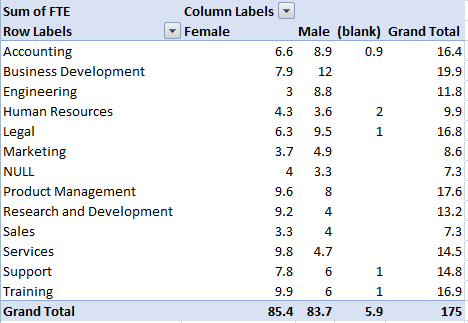 Sum of FTE Column Labels
Row Labels Female Male (blank) Grand Total
Accounting 6.6 8.9 0.9 16.4
Business Development 7.9 12 19.9
Engineering 3 8.8 11.8
Human Resources 4.3 3.6 2 9.9
Legal 6.3 9.5 1 16.8
Marketing 3.7 4.9 8.6
NULL 4 3.3 7.3
Product Management 9.6 8 17.6
Research and Development 9.2 4 13.2
Sales 3.3 4 7.3
Services 9.8 4.7 14.5
Support 7.8 6 1 14.8
Training 9.9 6 1 16.9
Grand Total 85.4 83.7 5.9 175